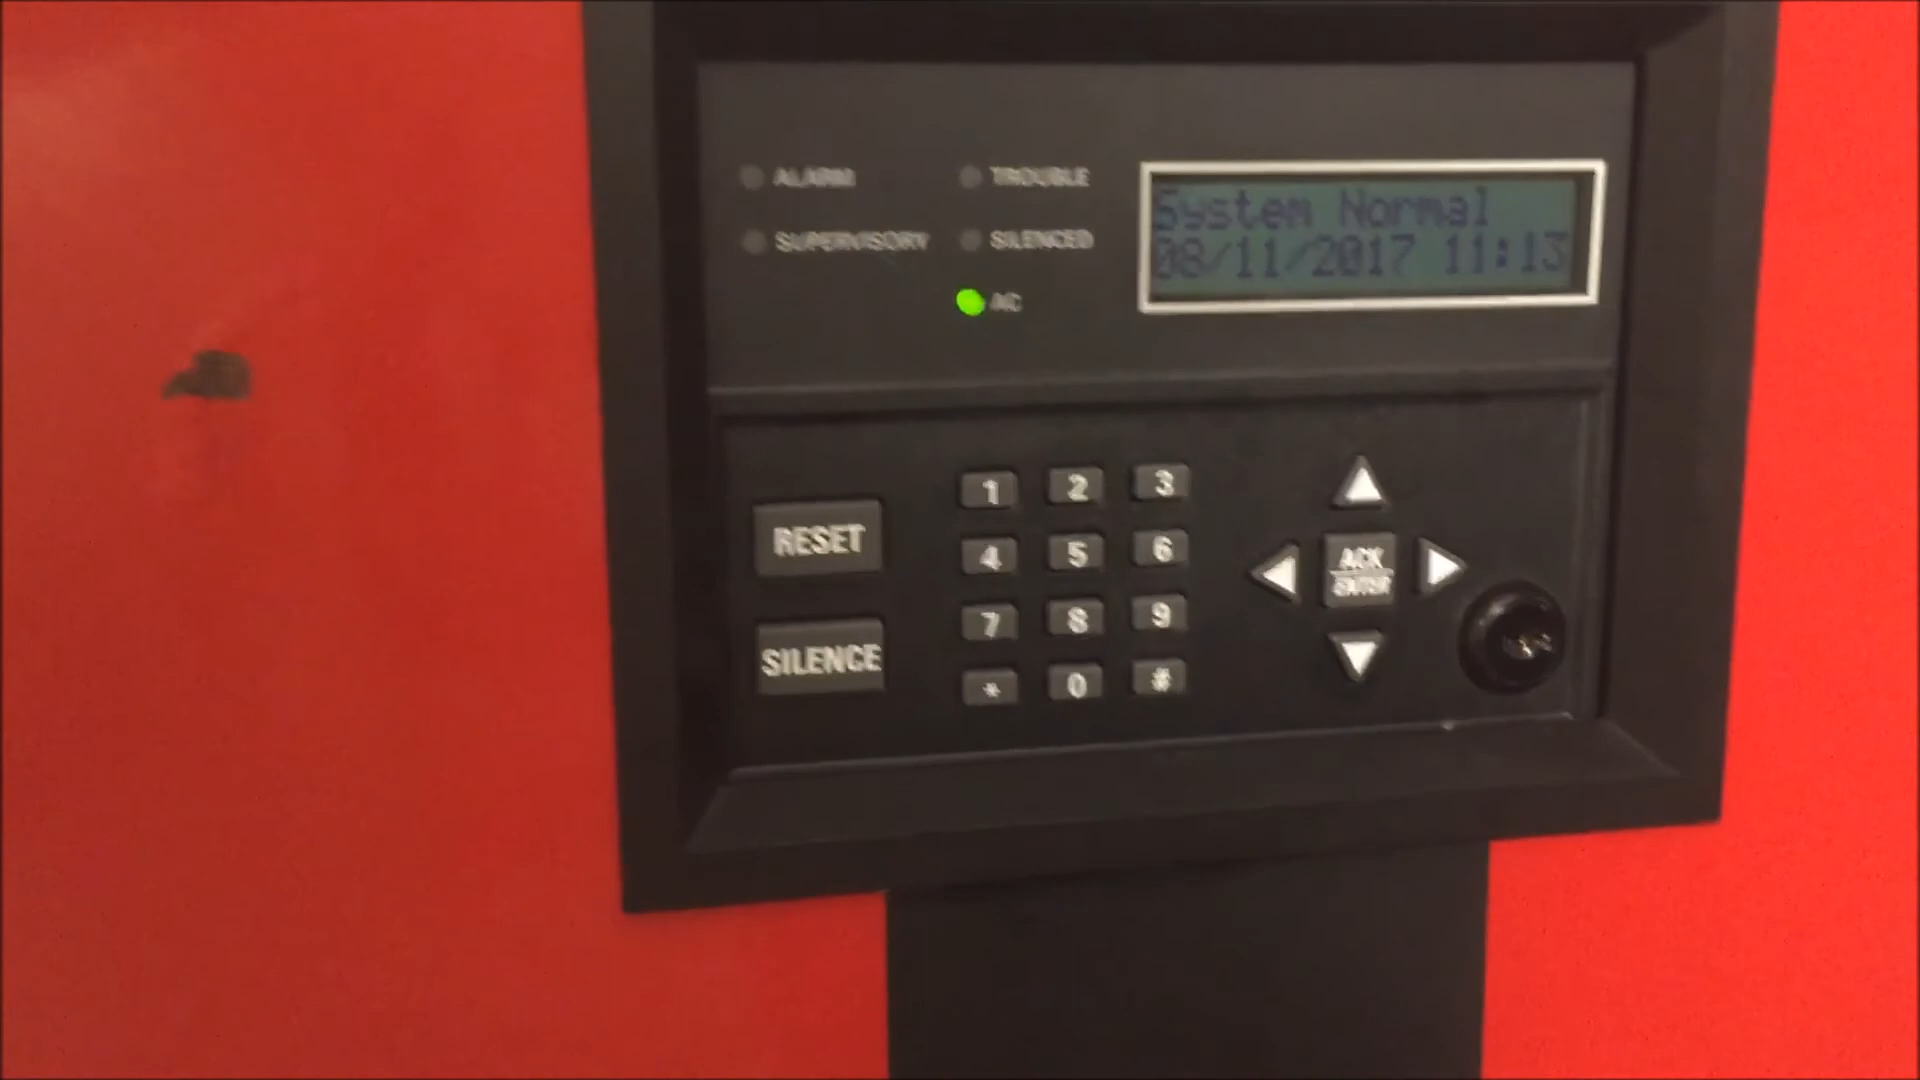 ALARM TROUBLE
SUPERVISORY SILENCED
AC
System Normal
08/11/2017 11:13
RESET
SILENCE
1 2 3
4 5 6
7 8 9
* 0 #
ACK
ENTER